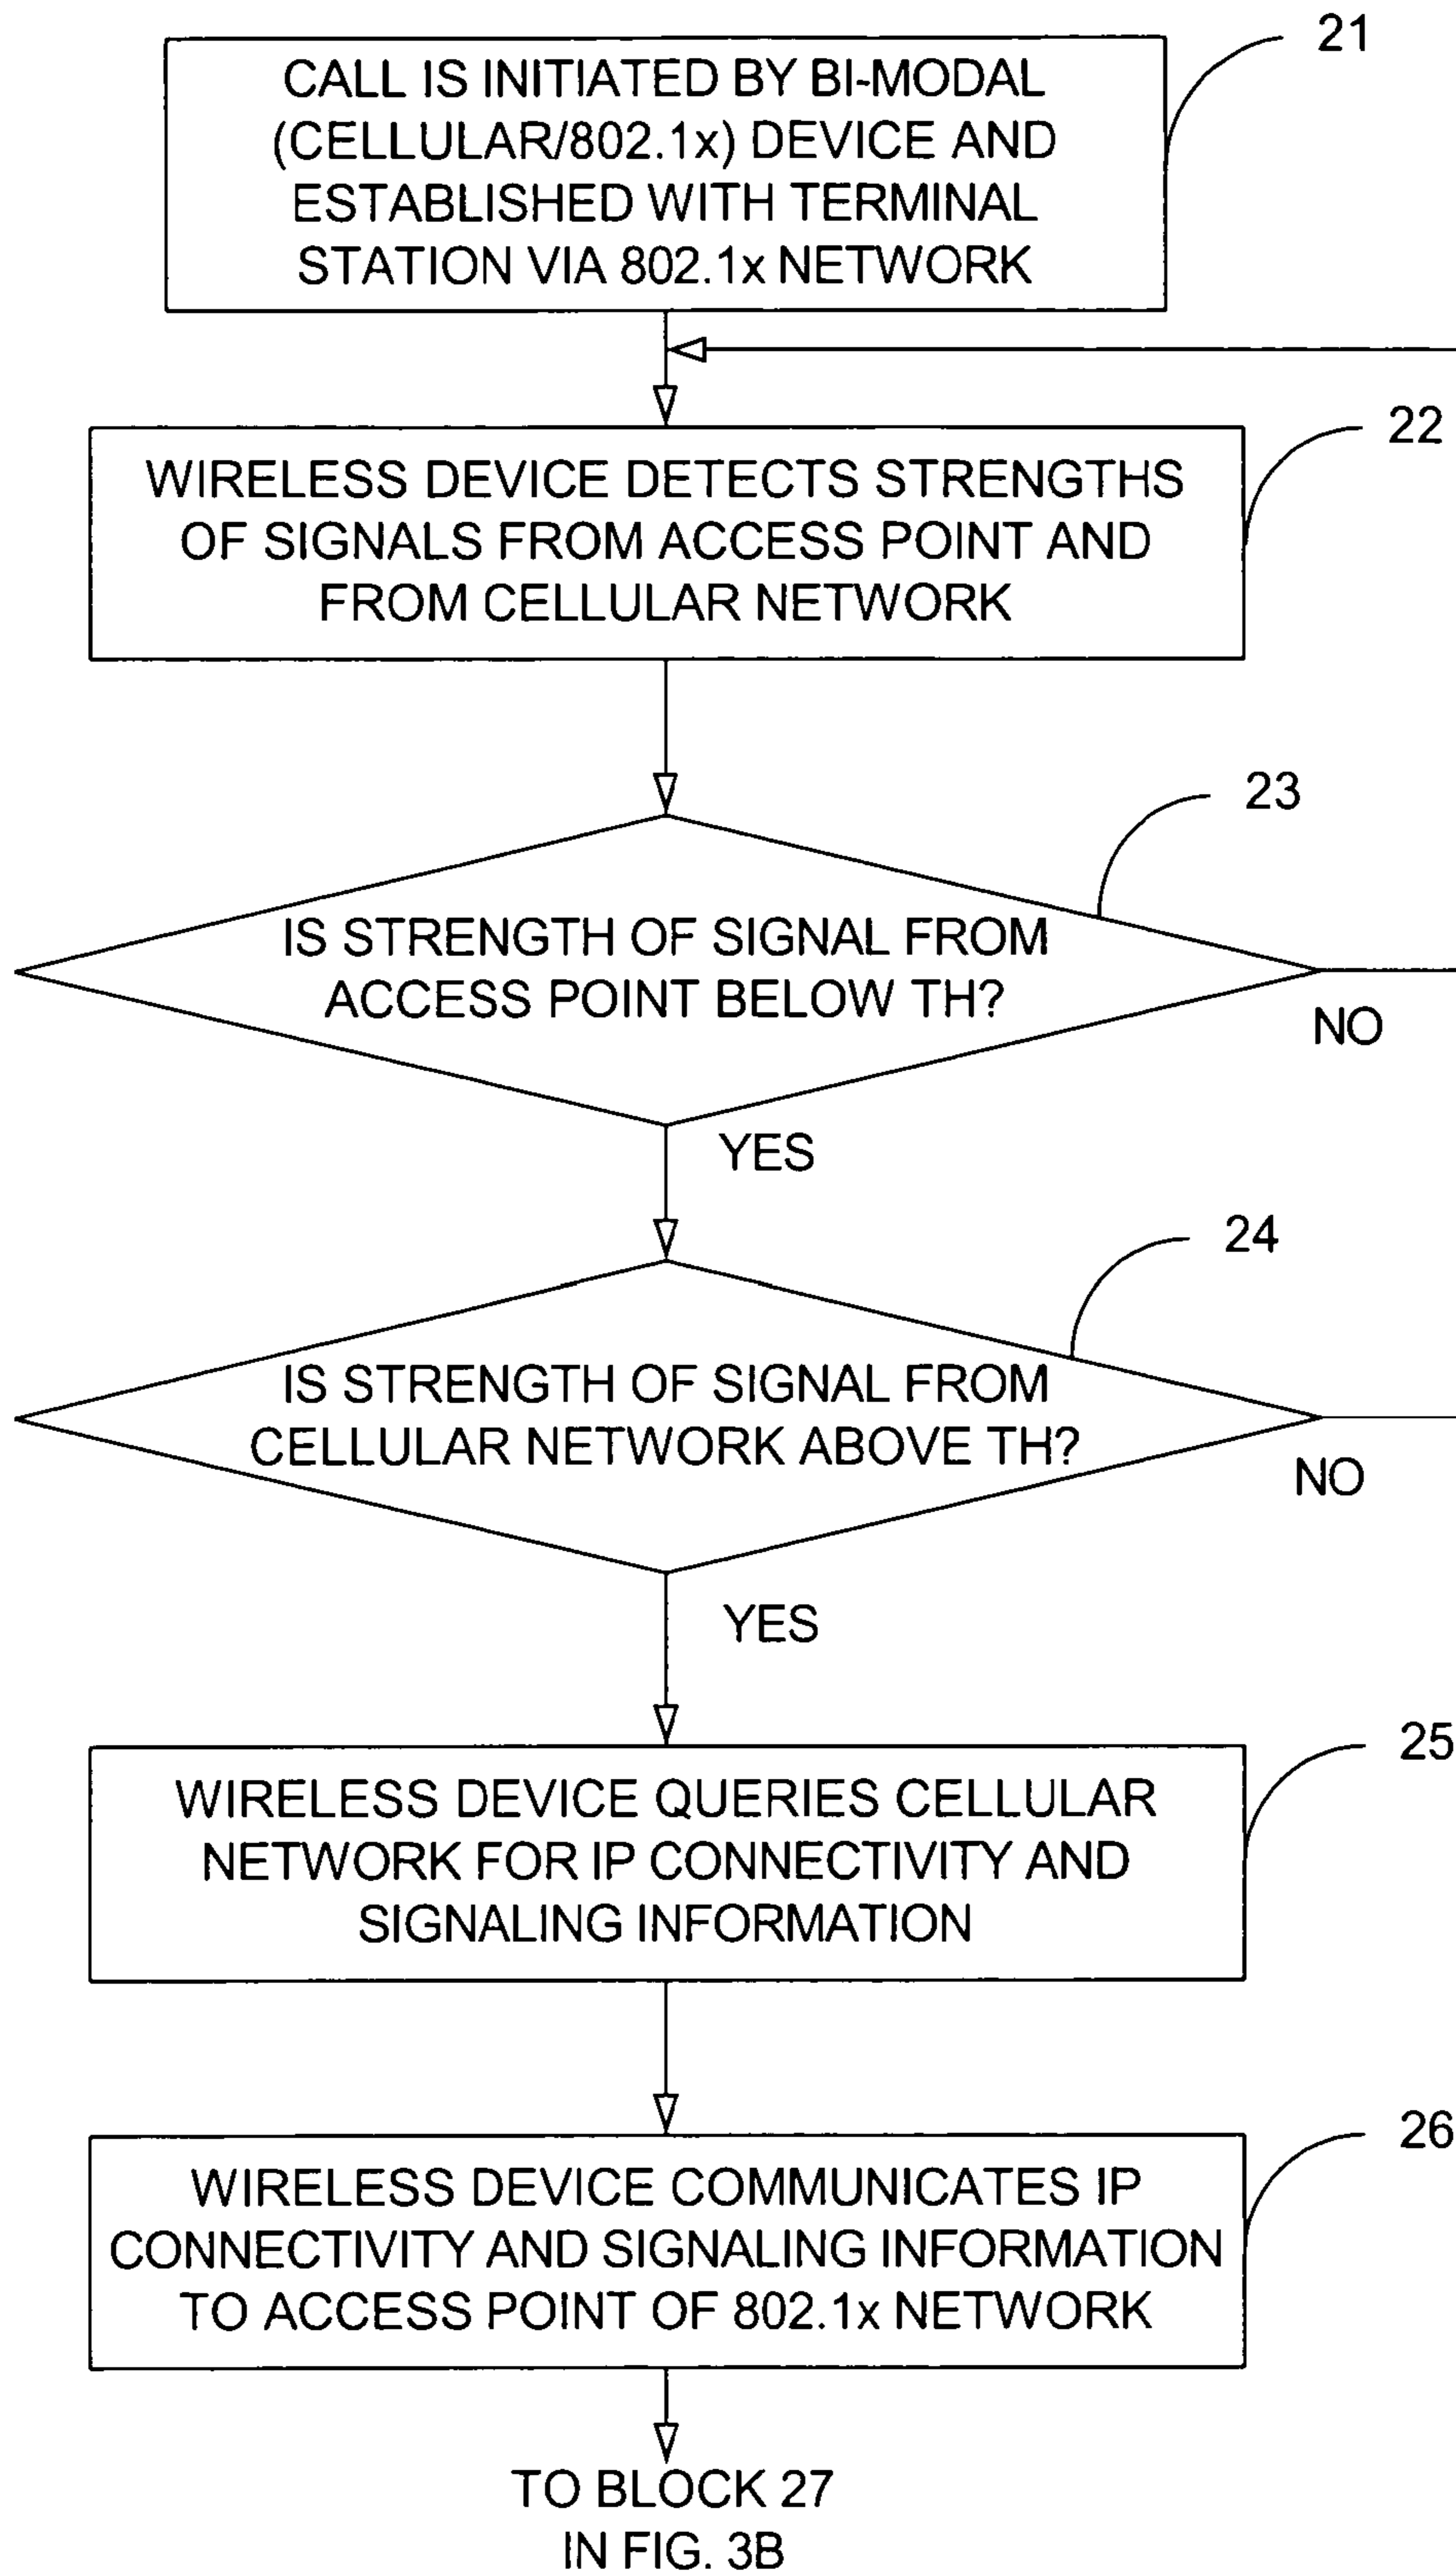 21
CALL IS INITIATED BY BI-MODAL
(CELLULAR/802.1x) DEVICE AND
ESTABLISHED WITH TERMINAL
STATION VIA 802.1x NETWORK
22
WIRELESS DEVICE DETECTS STRENGTHS
OF SIGNALS FROM ACCESS POINT AND
FROM CELLULAR NETWORK
23
IS STRENGTH OF SIGNAL FROM
ACCESS POINT BELOW TH?
NO
YES
24
IS STRENGTH OF SIGNAL FROM
CELLULAR NETWORK ABOVE TH?
NO
YES
25
WIRELESS DEVICE QUERIES CELLULAR
NETWORK FOR IP CONNECTIVITY AND
SIGNALING INFORMATION
26
WIRELESS DEVICE COMMUNICATES IP
CONNECTIVITY AND SIGNALING INFORMATION
TO ACCESS POINT OF 802.1x NETWORK
TO BLOCK 27
IN FIG. 3B